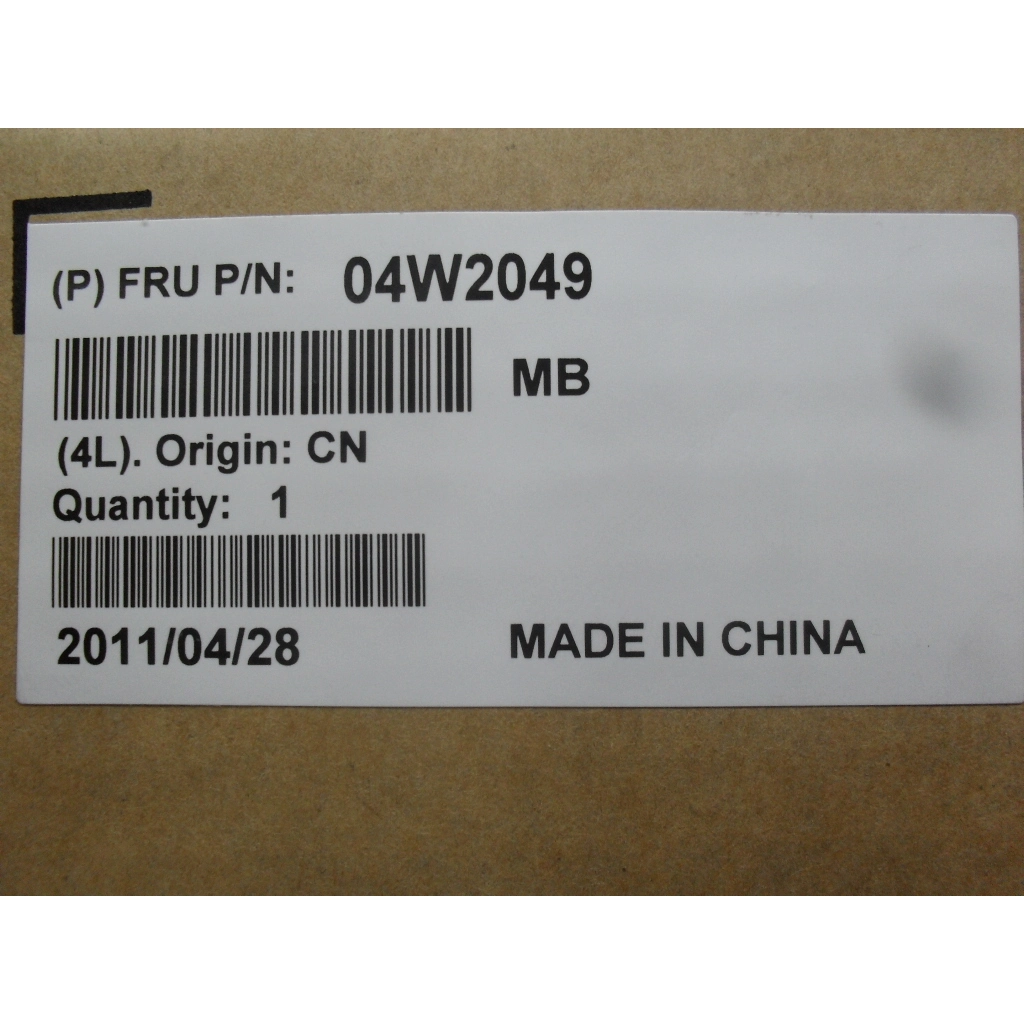 (P) FRU P/N: 04W2049
MB
(4L). Origin: CN
Quantity: 1
2011/04/28 MADE IN CHINA